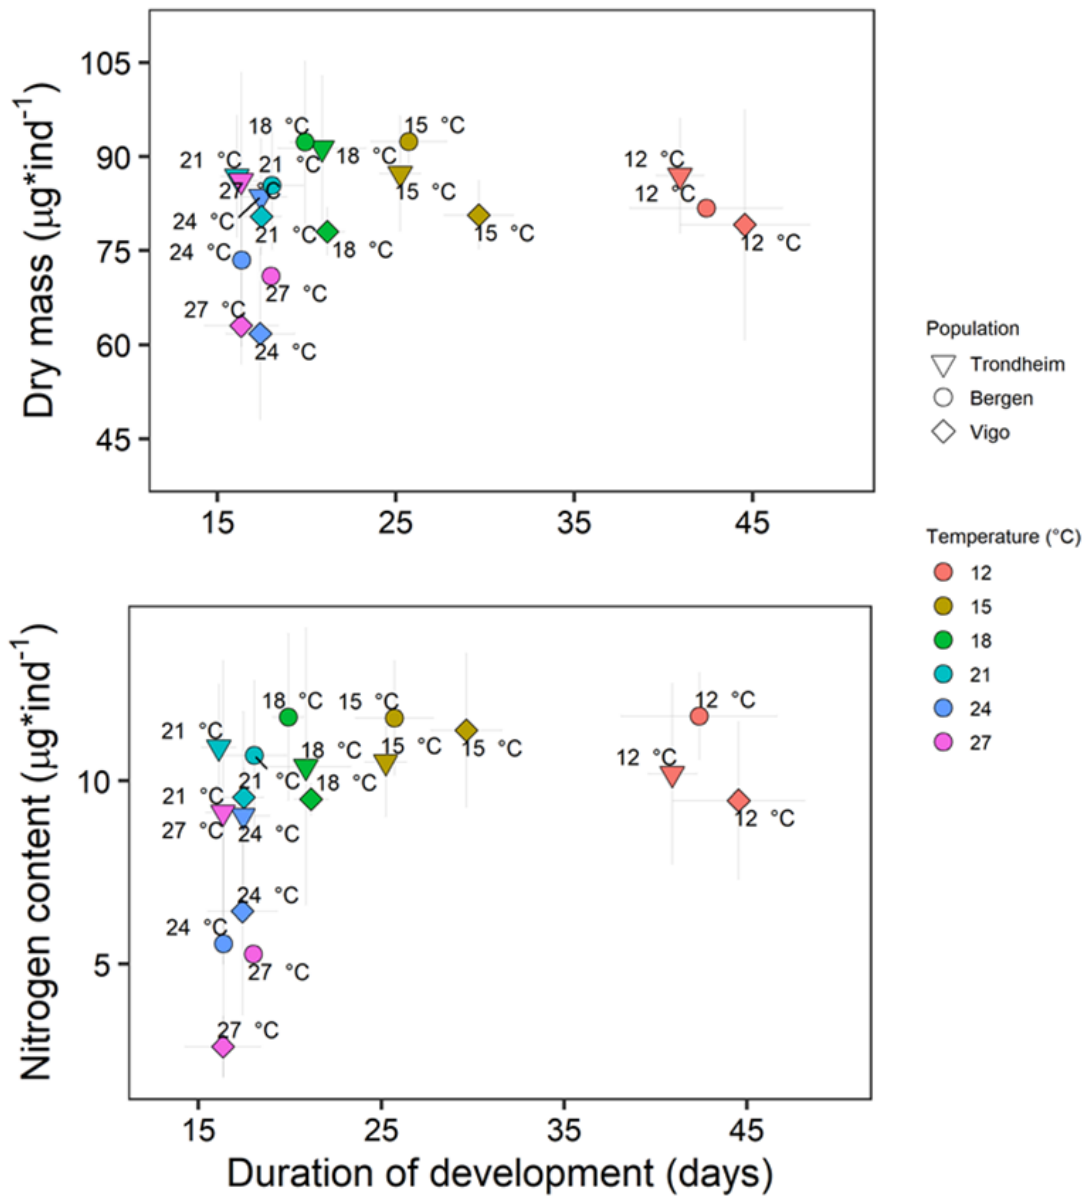 Dry mass (µg*ind⁻¹)
105
90
75
60
45
18 °C
15 °C
21 °C
21 °C
18 °C
12 °C
27 °C
15 °C
12 °C
24 °C
21 °C
15 °C
24 °C
18 °C
12 °C
27 °C
27 °C
24 °C
15
25
35
45
Population
Trondheim
Bergen
Vigo
Temperature (°C)
12
15
18
21
24
27
Nitrogen content (µg*ind⁻¹)
10
5
18 °C
15 °C
12 °C
21 °C
18 °C
15 °C
15 °C
12 °C
21 °C
18 °C
21 °C
27 °C
24 °C
12 °C
24 °C
24 °C
27 °C
27 °C
15
25
35
45
Duration of development (days)